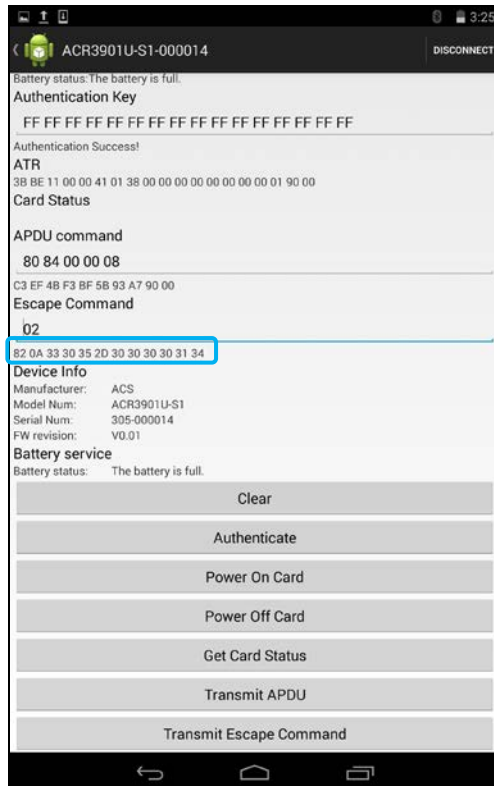 3:25
ACR3901U-S1-000014
DISCONNECT
Battery status:The battery is full.
Authentication Key
FF FF FF FF FF FF FF FF FF FF FF FF FF FF FF FF
Authentication Success!
ATR
3B BE 11 00 00 41 01 38 00 00 00 00 00 00 00 00 00 01 90 00
Card Status
APDU command
80 84 00 00 08
C3 EF 4B F3 BF 5B 93 A7 90 00
Escape Command
02
82 0A 33 30 35 2D 30 30 30 30 31 34
Device Info
Manufacturer: ACS
Model Num: ACR3901U-S1
Serial Num: 305-000014
FW revision: V0.01
Battery service
Battery status: The battery is full.
Clear
Authenticate
Power On Card
Power Off Card
Get Card Status
Transmit APDU
Transmit Escape Command